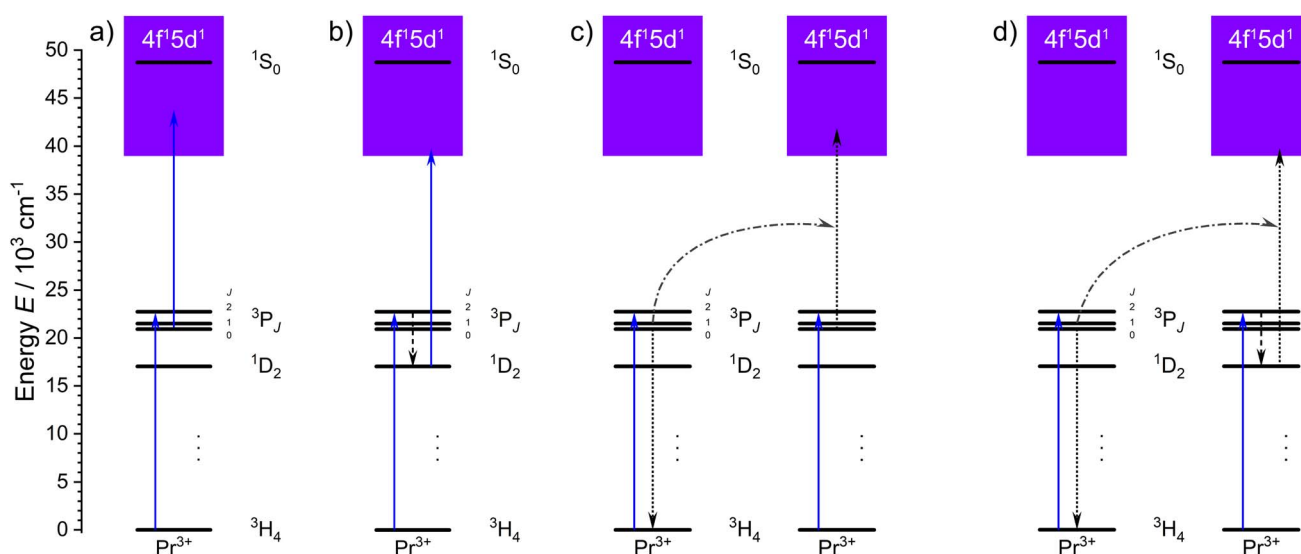 a) b) c) d)
4f¹5d¹ 4f¹5d¹ 4f¹5d¹ 4f¹5d¹ 4f¹5d¹ 4f¹5d¹
¹S₀ ¹S₀ ¹S₀ ¹S₀
50
45
40
35
30
25
20
15
10
5
0
Energy E / 10³ cm⁻¹
J J J J
2 2 2 2
1 1 1 1
0 0 0 0
³P_J ³P_J ³P_J ³P_J
¹D₂ ¹D₂ ¹D₂ ¹D₂
³H₄ ³H₄ ³H₄ ³H₄
Pr³⁺ Pr³⁺ Pr³⁺ Pr³⁺ Pr³⁺ Pr³⁺